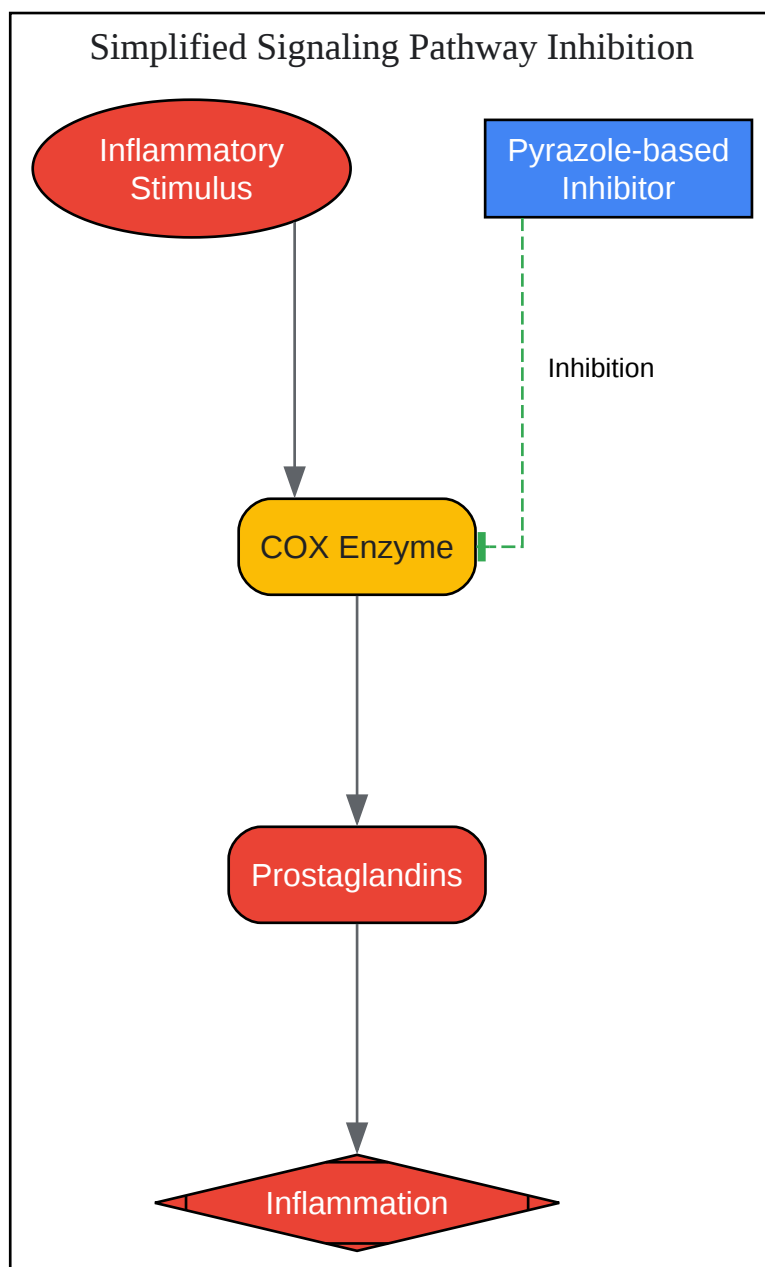 Simplified Signaling Pathway Inhibition
Inflammatory
Stimulus
Pyrazole-based
Inhibitor
Inhibition
COX Enzyme
Prostaglandins
Inflammation